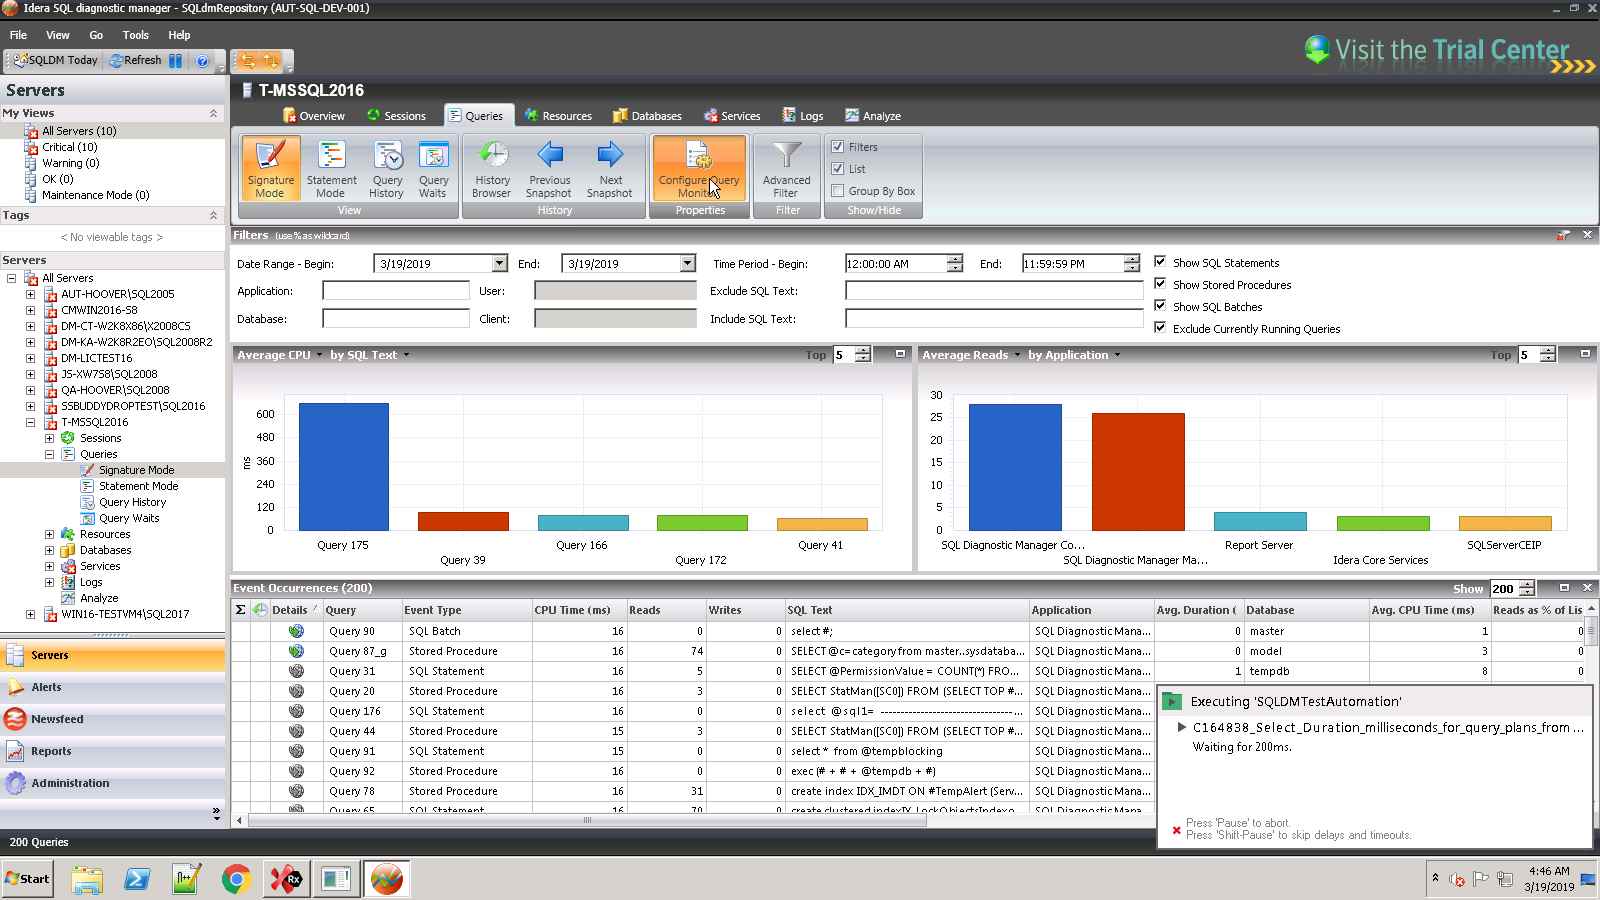 Idera SQL diagnostic manager - SQLdmRepository (AUT-SQL-DEV-001)
File View Go Tools Help
SQLDM Today Refresh
Visit the Trial Center
Servers
My Views
All Servers (10)
Critical (10)
Warning (0)
OK (0)
Maintenance Mode (0)
Tags
< No viewable tags >
Servers
All Servers
AUT-HOOVER\SQL2005
CMWIN2016-S8
DM-CT-W2K8X86\X2008CS
DM-KA-W2K8R2EO\SQL2008R2
DM-LICTEST16
JS-XW7S8\SQL2008
QA-HOOVER\SQL2008
SSBUDDYDROPTEST\SQL2016
T-MSSQL2016
Sessions
Queries
Signature Mode
Statement Mode
Query History
Query Waits
Resources
Databases
Services
Logs
Analyze
WIN16-TESTVM4\SQL2017
Servers
Alerts
Newsfeed
Reports
Administration
200 Queries
T-MSSQL2016
Overview Sessions Queries Resources Databases Services Logs Analyze
Signature Mode
Statement Mode
Query History
Query Waits
View
History Browser
Previous Snapshot
Next Snapshot
History
Configure Query Monitor
Properties
Advanced Filter
Filter
Filters
List
Group By Box
Show/Hide
Filters (use % as wildcard)
Date Range - Begin: 3/19/2019 End: 3/19/2019 Time Period - Begin: 12:00:00 AM End: 11:59:59 PM Show SQL Statements
Application: User: Exclude SQL Text: Show Stored Procedures
Database: Client: Include SQL Text: Show SQL Batches
Exclude Currently Running Queries
Average CPU by SQL Text Top 5
600
480
ms
360
240
120
0
Query 175 Query 39 Query 166 Query 172 Query 41
Average Reads by Application Top 5
30
25
20
15
10
5
0
SQL Diagnostic Manager Co... SQL Diagnostic Manager Ma... Report Server Idera Core Services SQLServerCEIP
Event Occurrences (200) Show 200
Σ Details Query Event Type CPU Time (ms) Reads Writes SQL Text Application Avg. Duration ( Database Avg. CPU Time (ms) Reads as % of Lis
Query 90 SQL Batch 16 0 0 select #; SQL Diagnostic Mana... 0 master 1 0
Query 87_g Stored Procedure 16 74 0 SELECT @c=category from master..sysdataba... SQL Diagnostic Mana... 0 model 3 0
Query 31 SQL Statement 16 5 0 SELECT @PermissionValue = COUNT(*) FRO... SQL Diagnostic Mana... 1 tempdb 8 0
Query 20 Stored Procedure 16 3 0 SELECT StatMan([SC0]) FROM (SELECT TOP #... SQL Diagnostic Mana...
Query 176 SQL Statement 16 0 0 select @sql1= ----------------------------------... SQL Diagnostic Mana...
Query 44 Stored Procedure 15 3 0 SELECT StatMan([SC0]) FROM (SELECT TOP #... SQL Diagnostic Mana...
Query 91 SQL Statement 15 0 0 select * from @tempblocking SQL Diagnostic Mana...
Query 92 Stored Procedure 16 0 0 exec (# + # + @tempdb + #) SQL Diagnostic Mana...
Query 78 Stored Procedure 16 31 0 create index IDX_IMDT ON #TempAlert (Serv... SQL Diagnostic Mana...
Query 65 SQL Statement 16 70 0 SQL Diagnostic Mana...
Executing 'SQLDMTestAutomation'
C164838_Select_Duration_milliseconds_for_query_plans_from ...
Waiting for 200ms.
Press 'Pause' to abort.
Press 'Shift-Pause' to skip delays and timeouts.
Start
Rx
4:46 AM
3/19/2019